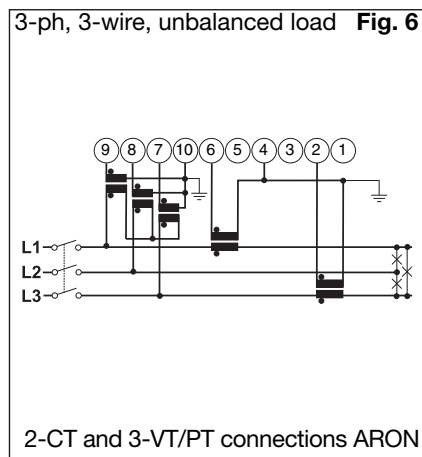 3-ph, 3-wire, unbalanced load Fig. 6
9 8 7 10 6 5 4 3 2 1
L1
L2
L3
2-CT and 3-VT/PT connections ARON